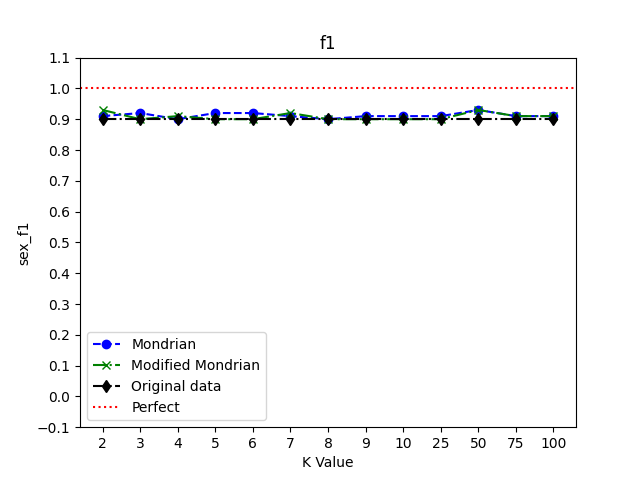 f1
1.1
1.0
0.9
0.8
0.7
0.6
0.5
0.4
0.3
0.2
0.1
0.0
−0.1
sex_f1
Mondrian
Modified Mondrian
Original data
Perfect
2 3 4 5 6 7 8 9 10 25 50 75 100
K Value